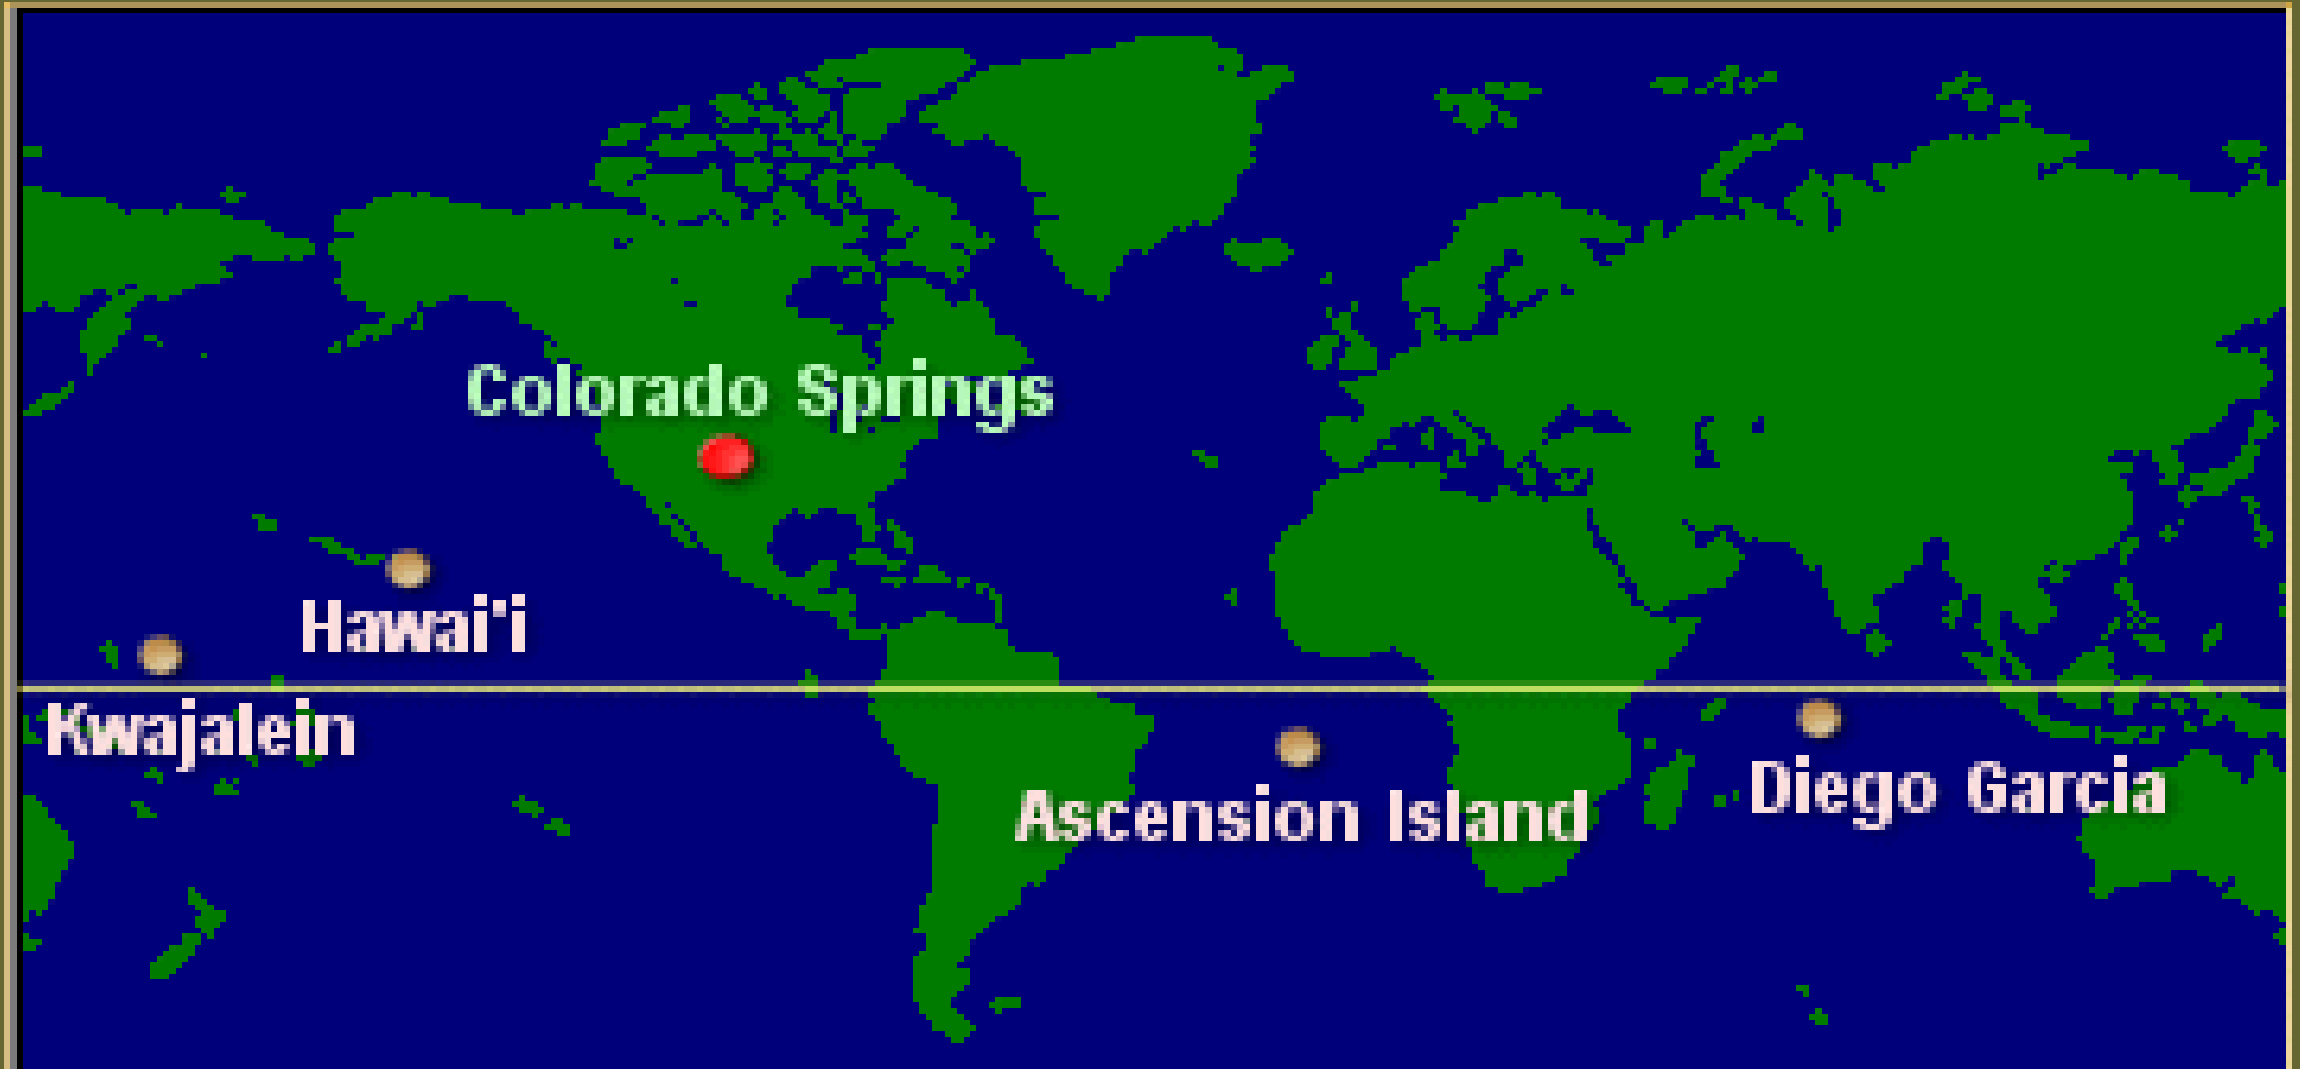 Colorado Springs
Hawai'i
Kwajalein
Diego Garcia
Ascension Island